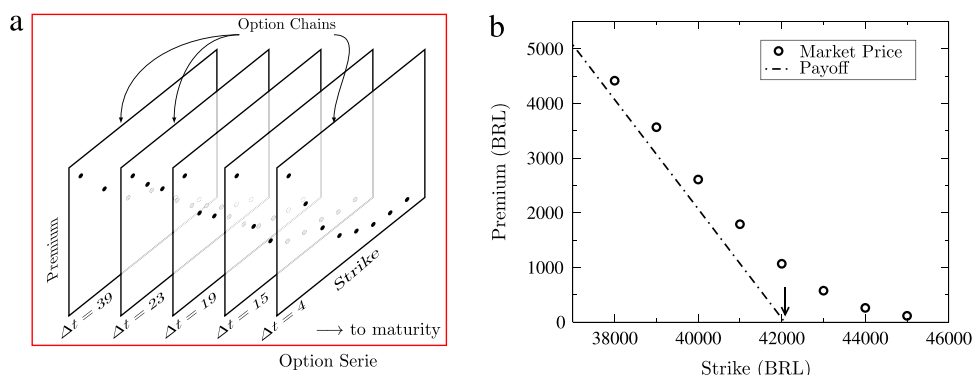 a
Option Chains
Premium
Strike
Δt = 39
Δt = 23
Δt = 19
Δt = 15
Δt = 4
⟶ to maturity
Option Serie
b
Premium (BRL)
5000
4000
3000
2000
1000
0
Market Price
Payoff
38000 40000 42000 44000 46000
Strike (BRL)